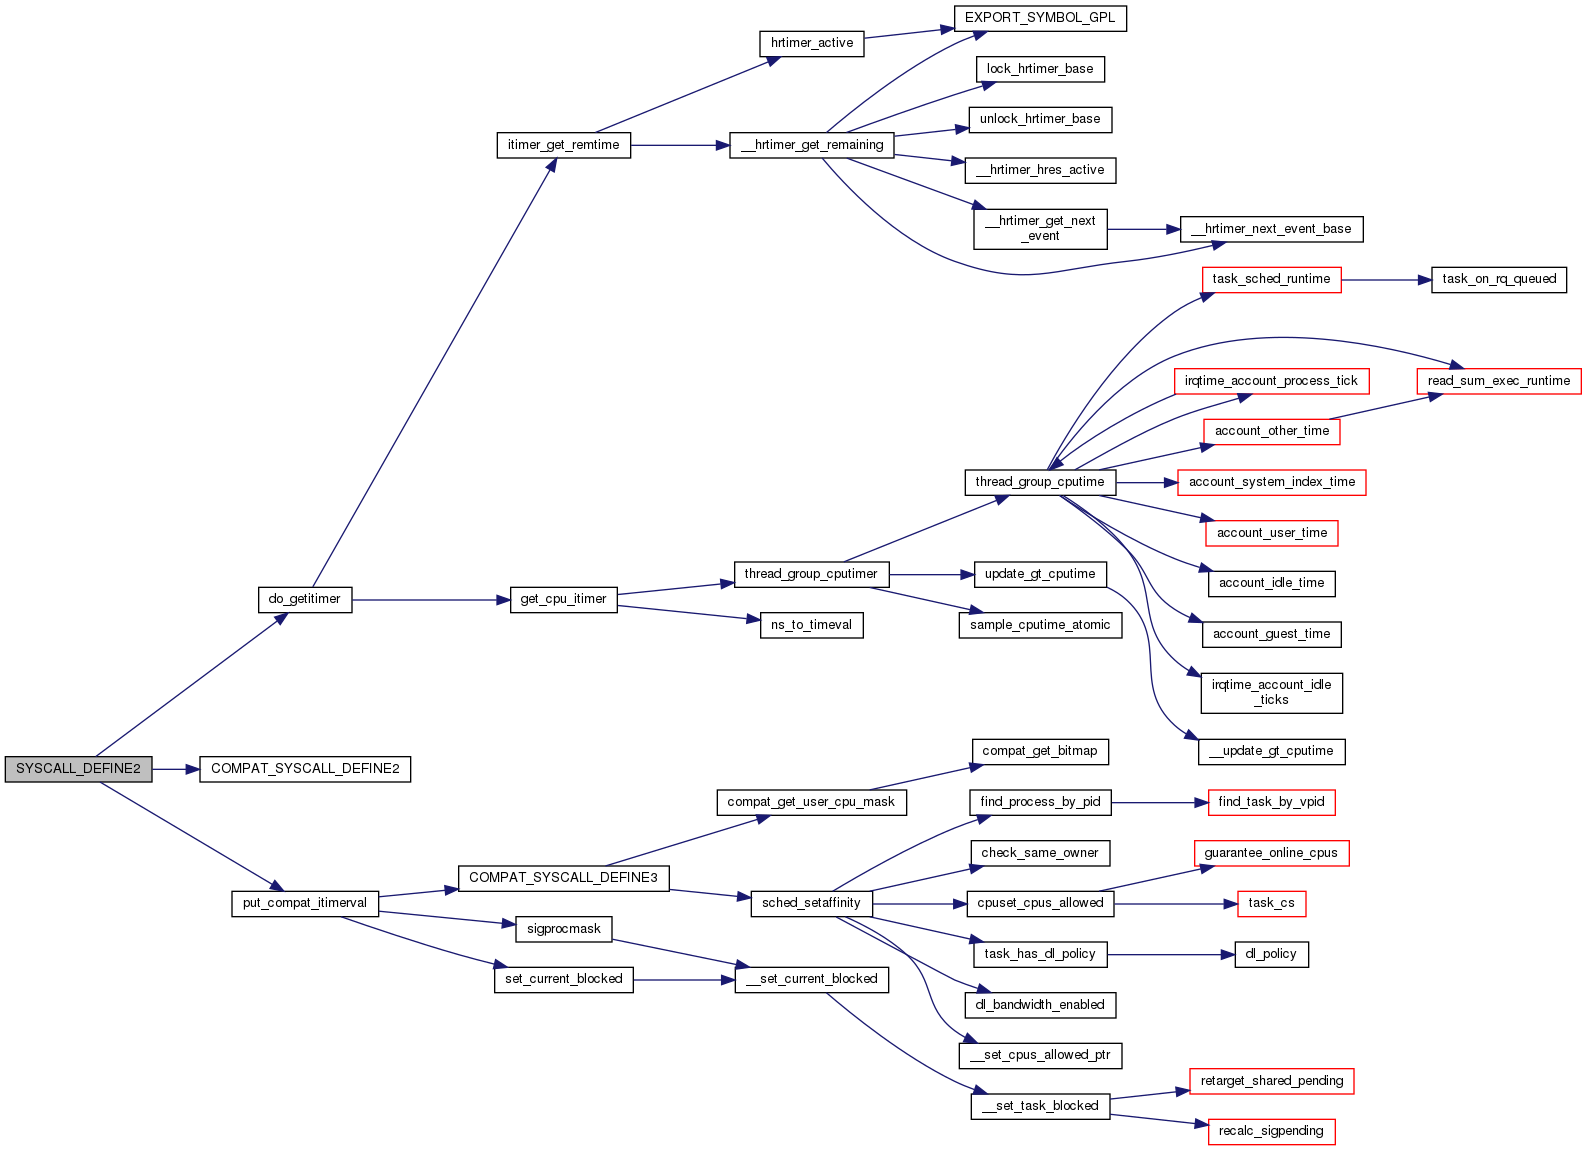 EXPORT_SYMBOL_GPL
hrtimer_active
lock_hrtimer_base
unlock_hrtimer_base
itimer_get_remtime
__hrtimer_get_remaining
__hrtimer_hres_active
__hrtimer_get_next
_event
__hrtimer_next_event_base
task_sched_runtime
task_on_rq_queued
irqtime_account_process_tick
read_sum_exec_runtime
account_other_time
thread_group_cputime
account_system_index_time
account_user_time
thread_group_cputimer
update_gt_cputime
account_idle_time
do_getitimer
get_cpu_itimer
ns_to_timeval
sample_cputime_atomic
account_guest_time
irqtime_account_idle
_ticks
compat_get_bitmap
__update_gt_cputime
SYSCALL_DEFINE2
COMPAT_SYSCALL_DEFINE2
compat_get_user_cpu_mask
find_process_by_pid
find_task_by_vpid
check_same_owner
guarantee_online_cpus
COMPAT_SYSCALL_DEFINE3
put_compat_itimerval
sched_setaffinity
cpuset_cpus_allowed
task_cs
sigprocmask
task_has_dl_policy
dl_policy
set_current_blocked
__set_current_blocked
dl_bandwidth_enabled
__set_cpus_allowed_ptr
retarget_shared_pending
__set_task_blocked
recalc_sigpending